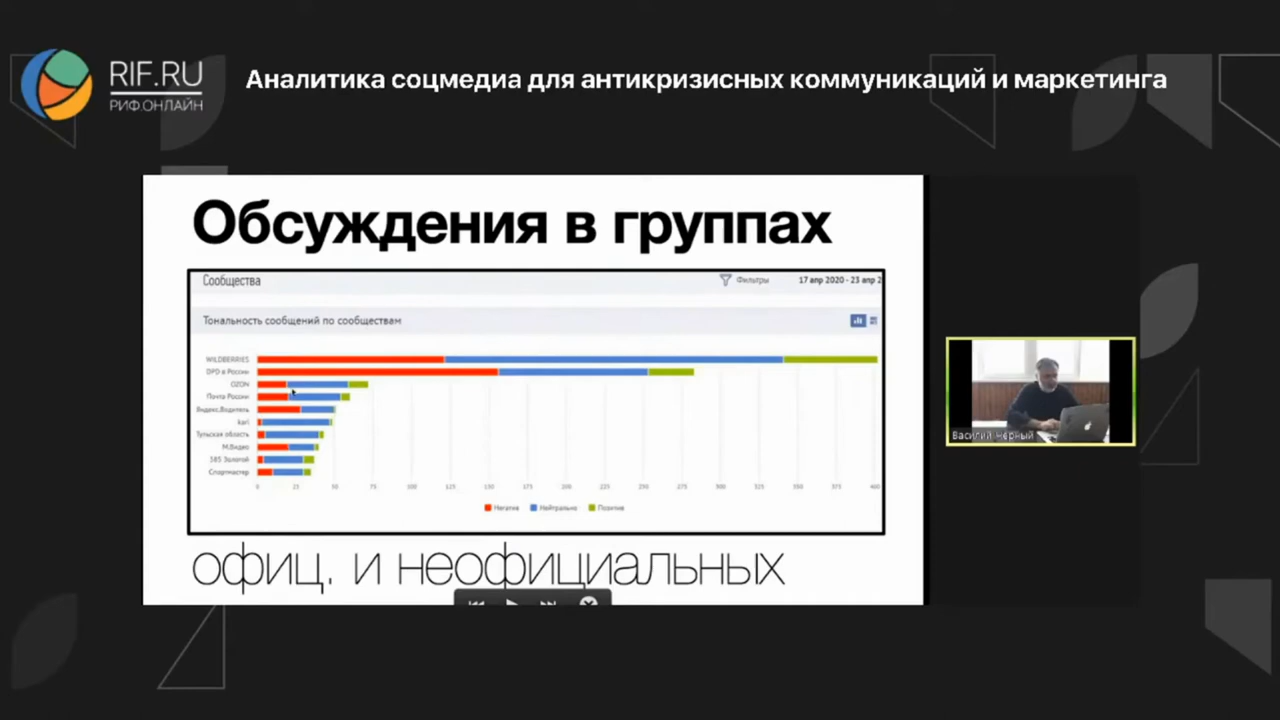 RIF.RU
РИФ.ОНЛАЙН
Аналитика соцмедиа для антикризисных коммуникаций и маркетинга
Обсуждения в группах
Сообщества
Фильтры
17 апр 2020 - 23 апр 2
Тональность сообщений по сообществам
WILDBERRIES
DPD в России
OZON
Почта России
Яндекс.Водитель
kari
Тульская область
М.Видео
585 Золотой
Спортмастер
0 25 50 75 100 125 150 175 200 225 250 275 300 325 350 375 400
Негатив Нейтрально Позитив
офиц. и неофициальных
Василий Черный